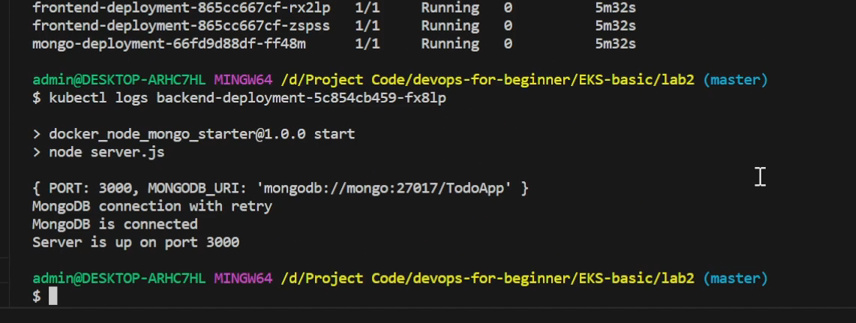 frontend-deployment-865cc667cf-rx2lp 1/1 Running 0 5m32s
frontend-deployment-865cc667cf-zspss 1/1 Running 0 5m32s
mongo-deployment-66fd9d88df-ff48m 1/1 Running 0 5m32s
admin@DESKTOP-ARHC7HL MINGW64 /d/Project Code/devops-for-beginner/EKS-basic/lab2 (master)
$ kubectl logs backend-deployment-5c854cb459-fx8lp
> docker_node_mongo_starter@1.0.0 start
> node server.js
{ PORT: 3000, MONGODB_URI: 'mongodb://mongo:27017/TodoApp' }
MongoDB connection with retry
MongoDB is connected
Server is up on port 3000
admin@DESKTOP-ARHC7HL MINGW64 /d/Project Code/devops-for-beginner/EKS-basic/lab2 (master)
$